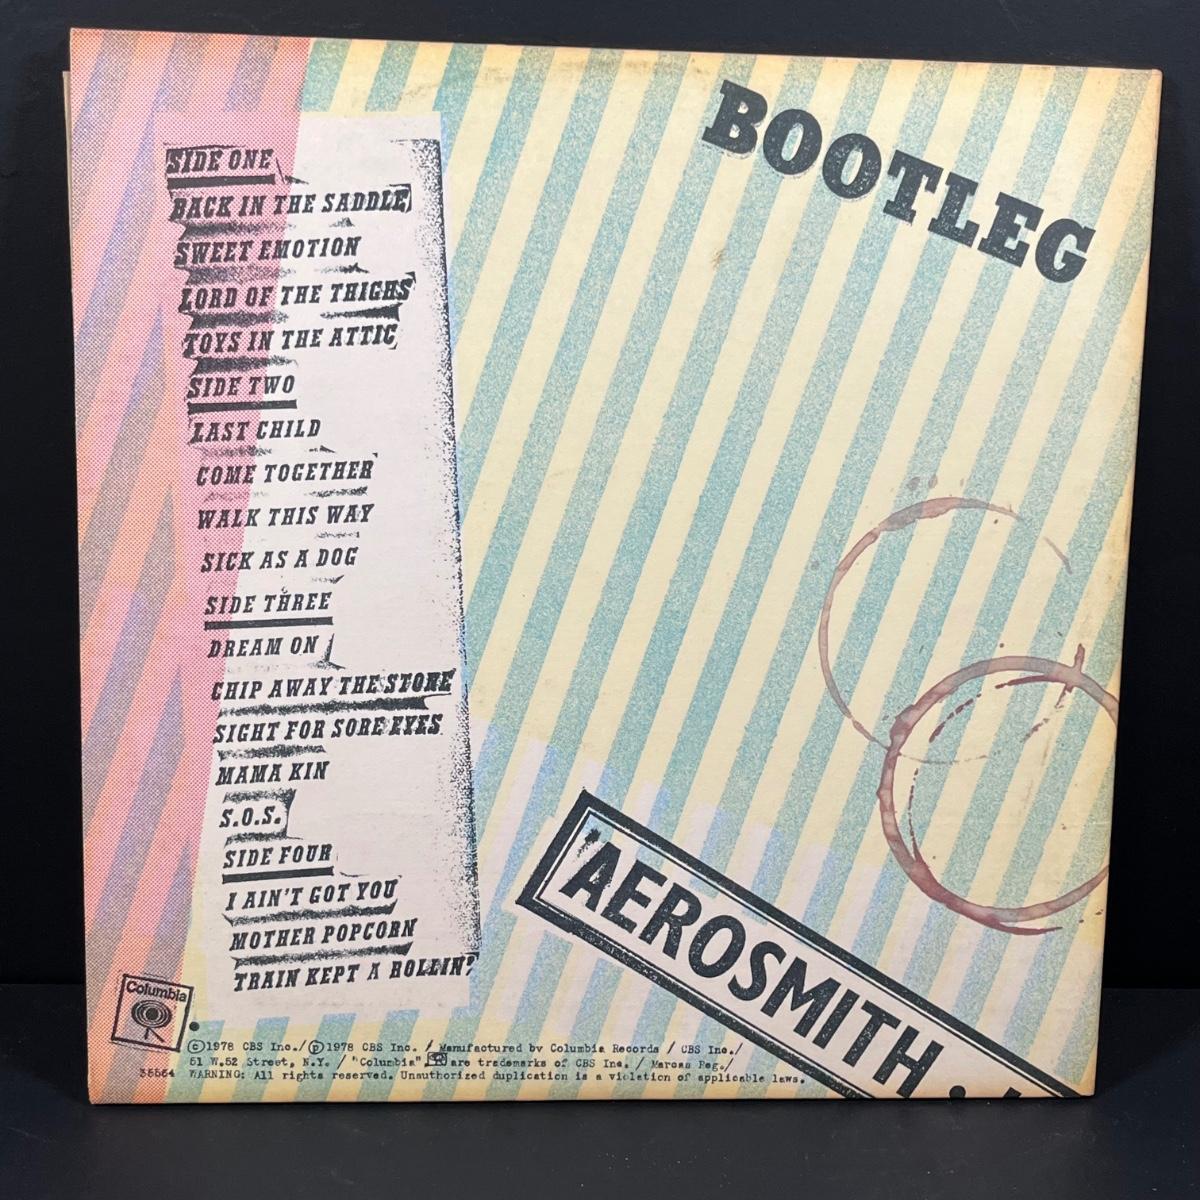 BOOTLEG
SIDE ONE
BACK IN THE SADDLE
SWEET EMOTION
LORD OF THE THIGHS
TOYS IN THE ATTIC
SIDE TWO
LAST CHILD
COME TOGETHER
WALK THIS WAY
SICK AS A DOG
SIDE THREE
DREAM ON
CHIP AWAY THE STONE
SIGHT FOR SORE EYES
MAMA KIN
S.O.S.
SIDE FOUR
I AIN'T GOT YOU
MOTHER POPCORN
TRAIN KEPT A ROLLIN'
AEROSMITH
Columbia
©1978 CBS Inc./℗1978 CBS Inc. / Manufactured by Columbia Records / CBS Inc./
51 W.52 Street, N.Y. / "Columbia" are trademarks of CBS Inc. / Marcas Reg./
WARNING: All rights reserved. Unauthorized duplication is a violation of applicable laws.